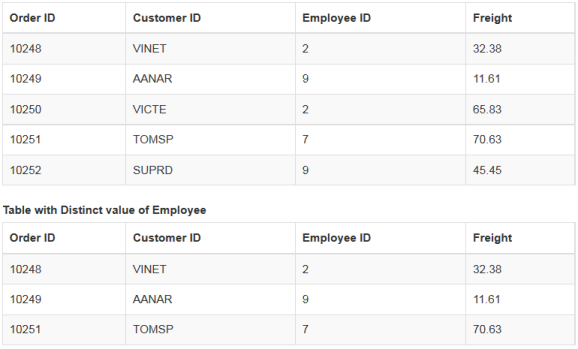 Order ID Customer ID Employee ID Freight
10248 VINET 2 32.38
10249 AANAR 9 11.61
10250 VICTE 2 65.83
10251 TOMSP 7 70.63
10252 SUPRD 9 45.45
Table with Distinct value of Employee
Order ID Customer ID Employee ID Freight
10248 VINET 2 32.38
10249 AANAR 9 11.61
10251 TOMSP 7 70.63